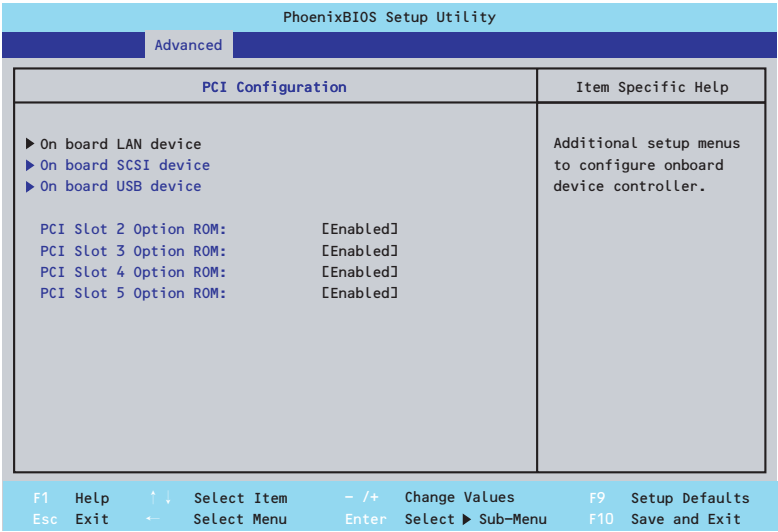 PhoenixBIOS Setup Utility
Advanced
PCI Configuration
Item Specific Help
▶ On board LAN device
▶ On board SCSI device
▶ On board USB device
PCI Slot 2 Option ROM: [Enabled]
PCI Slot 3 Option ROM: [Enabled]
PCI Slot 4 Option ROM: [Enabled]
PCI Slot 5 Option ROM: [Enabled]
Additional setup menus
to configure onboard
device controller.
F1 Help ↑↓ Select Item -/+ Change Values F9 Setup Defaults
Esc Exit ← Select Menu Enter Select ▶ Sub-Menu F10 Save and Exit